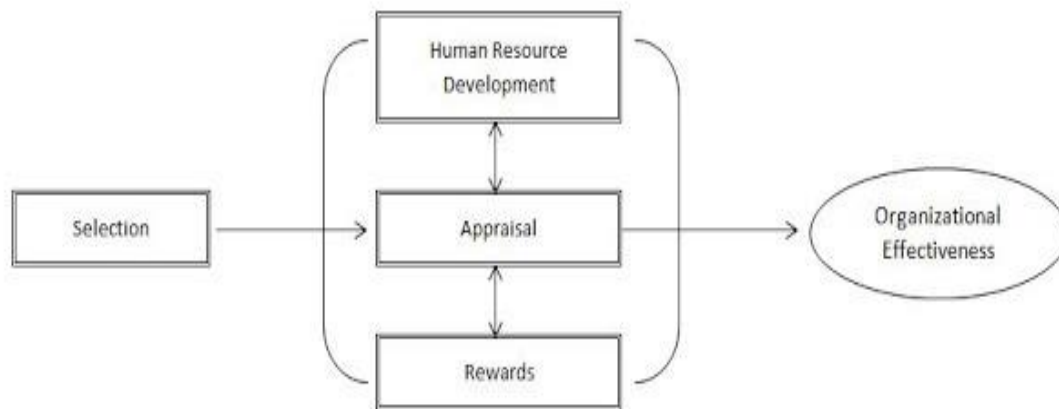 Human Resource
Development
Selection
Appraisal
Organizational
Effectiveness
Rewards